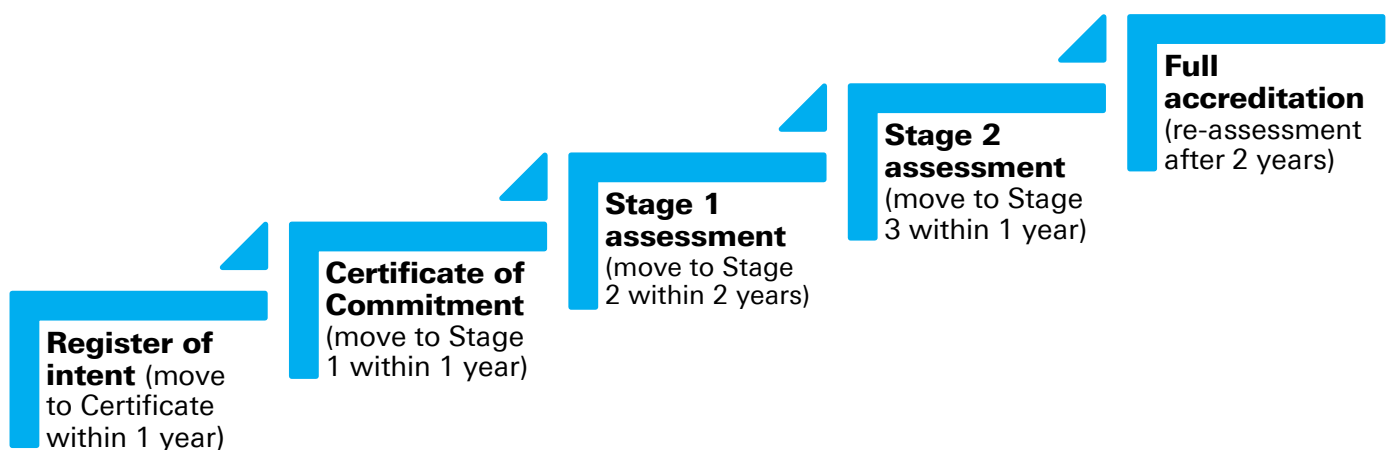 Register of
intent (move
to Certificate
within 1 year)
Certificate of
Commitment
(move to Stage
1 within 1 year)
Stage 1
assessment
(move to Stage
2 within 2 years)
Stage 2
assessment
(move to Stage
3 within 1 year)
Full
accreditation
(re-assessment
after 2 years)